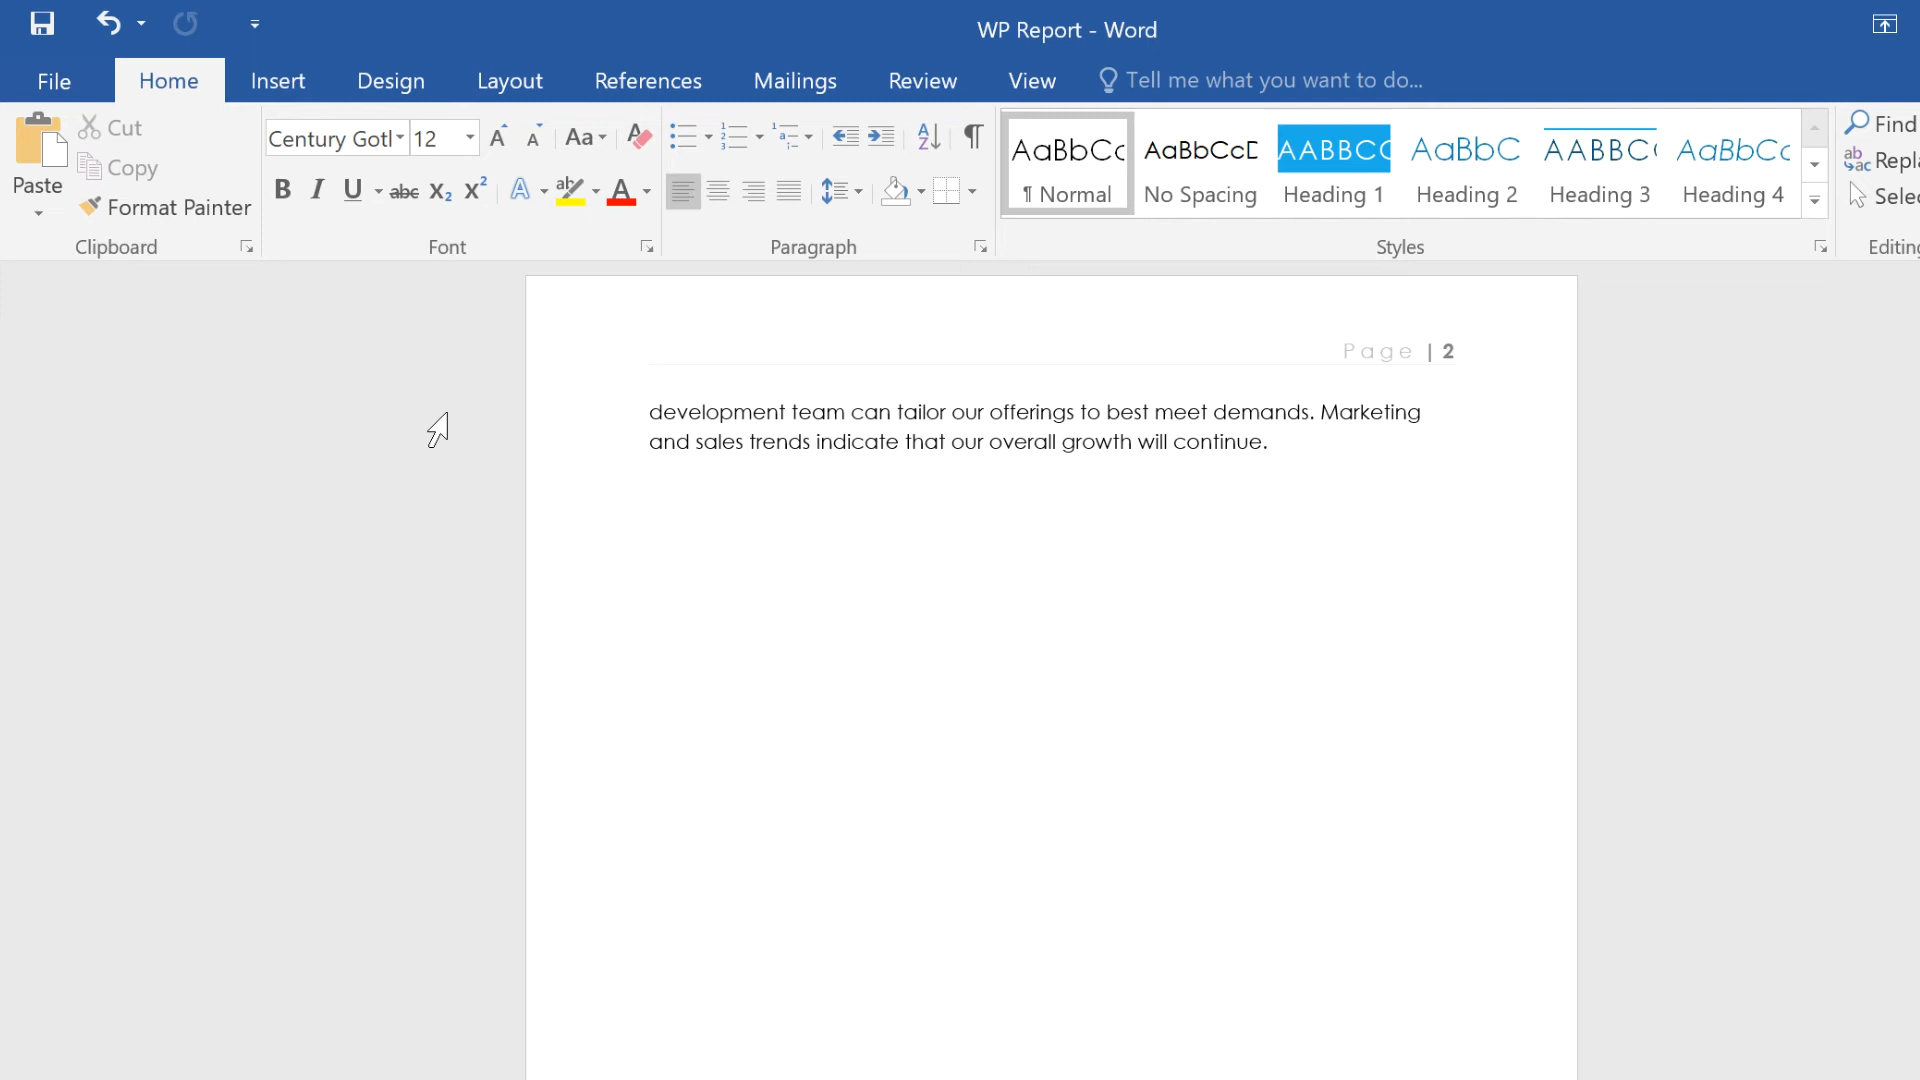 WP Report - Word
File Home Insert Design Layout References Mailings Review View Tell me what you want to do...
Paste
Cut
Copy
Format Painter
Clipboard
Century Gotl 12
Font
Paragraph
AaBbCc AaBbCcD AABBCC AaBbC AABBC AaBbCc
¶ Normal No Spacing Heading 1 Heading 2 Heading 3 Heading 4
Styles
Find
Repla
Selec
Editing
Page | 2
development team can tailor our offerings to best meet demands. Marketing
and sales trends indicate that our overall growth will continue.